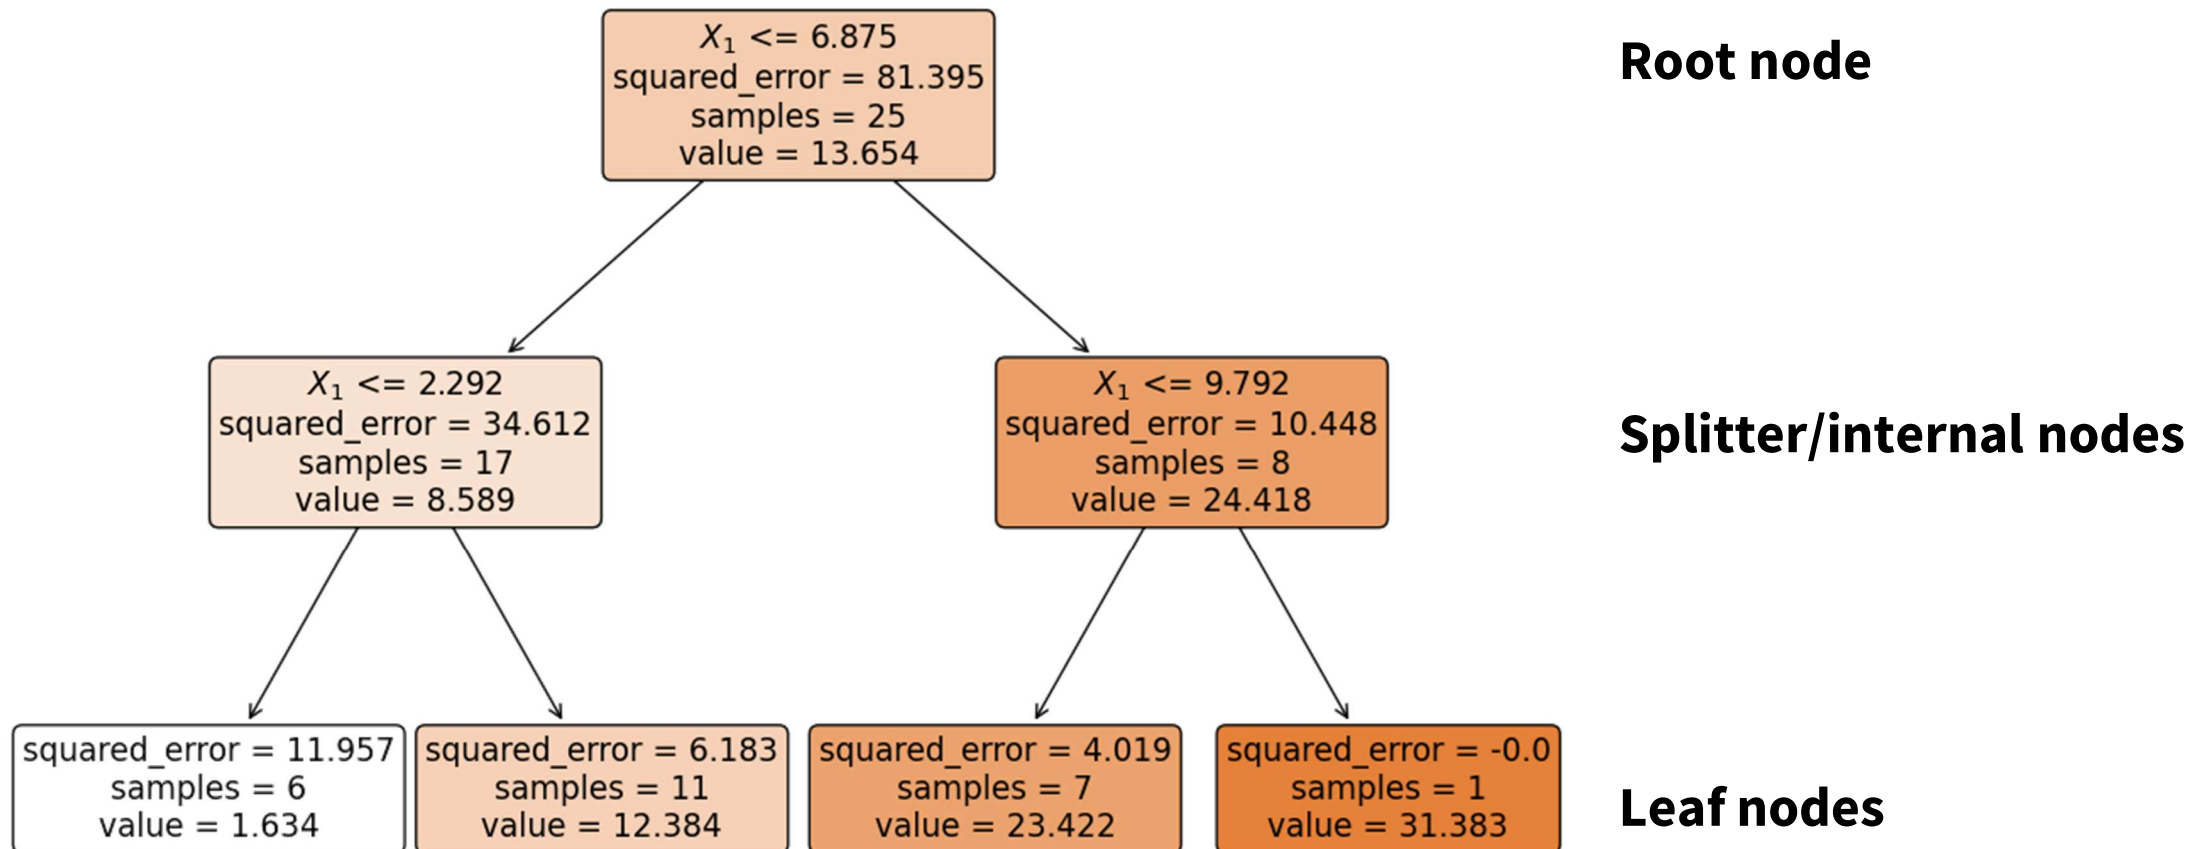 X₁ <= 6.875
squared_error = 81.395
samples = 25
value = 13.654
Root node
X₁ <= 2.292
squared_error = 34.612
samples = 17
value = 8.589
X₁ <= 9.792
squared_error = 10.448
samples = 8
value = 24.418
Splitter/internal nodes
squared_error = 11.957
samples = 6
value = 1.634
squared_error = 6.183
samples = 11
value = 12.384
squared_error = 4.019
samples = 7
value = 23.422
squared_error = -0.0
samples = 1
value = 31.383
Leaf nodes